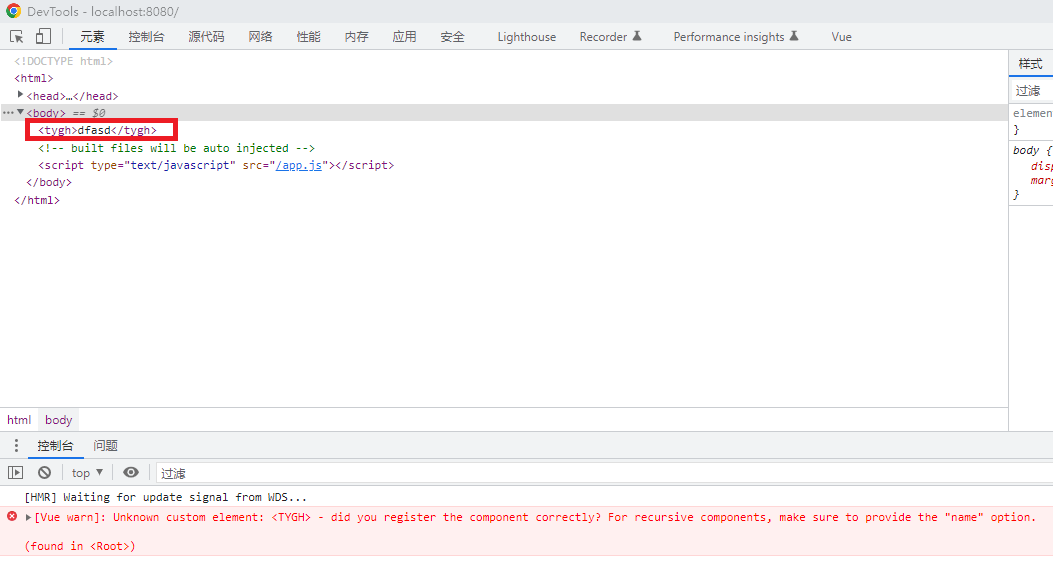 DevTools - localhost:8080/
元素 控制台 源代码 网络 性能 内存 应用 安全 Lighthouse Recorder Performance insights Vue
<!DOCTYPE html>
<html>
<head>…</head>
<body> == $0
<tygh>dfasd</tygh>
<!-- built files will be auto injected -->
<script type="text/javascript" src="/app.js"></script>
</body>
</html>
样式
过滤
elemen
}
body {
disp
marg
}
html body
控制台 问题
top 过滤
[HMR] Waiting for update signal from WDS...
[Vue warn]: Unknown custom element: <TYGH> - did you register the component correctly? For recursive components, make sure to provide the "name" option.
(found in <Root>)